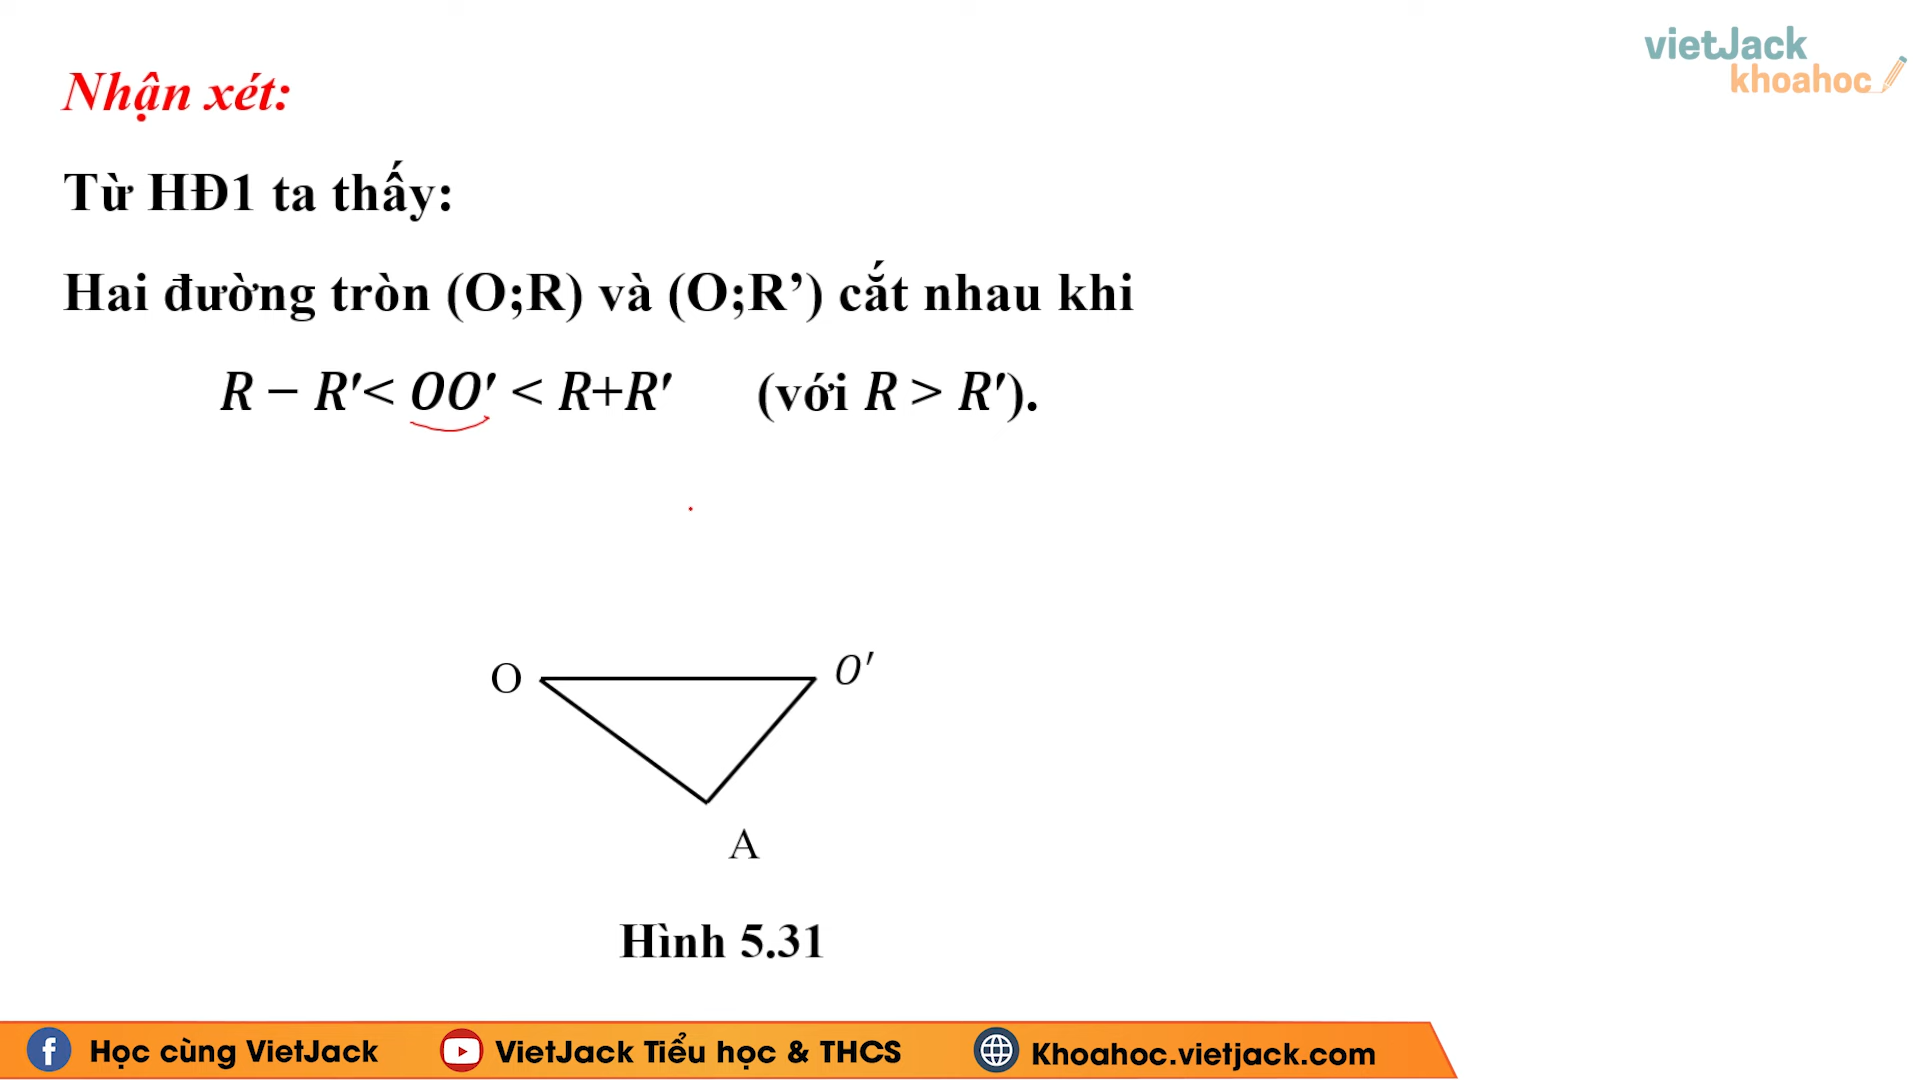 vietJack
khoahoc
Nhận xét:
Từ HĐ1 ta thấy:
Hai đường tròn (O;R) và (O;R’) cắt nhau khi
R − R′< OO′ < R+R′ (với R > R′).
O O′
A
Hình 5.31
Học cùng VietJack VietJack Tiểu học & THCS Khoahoc.vietjack.com